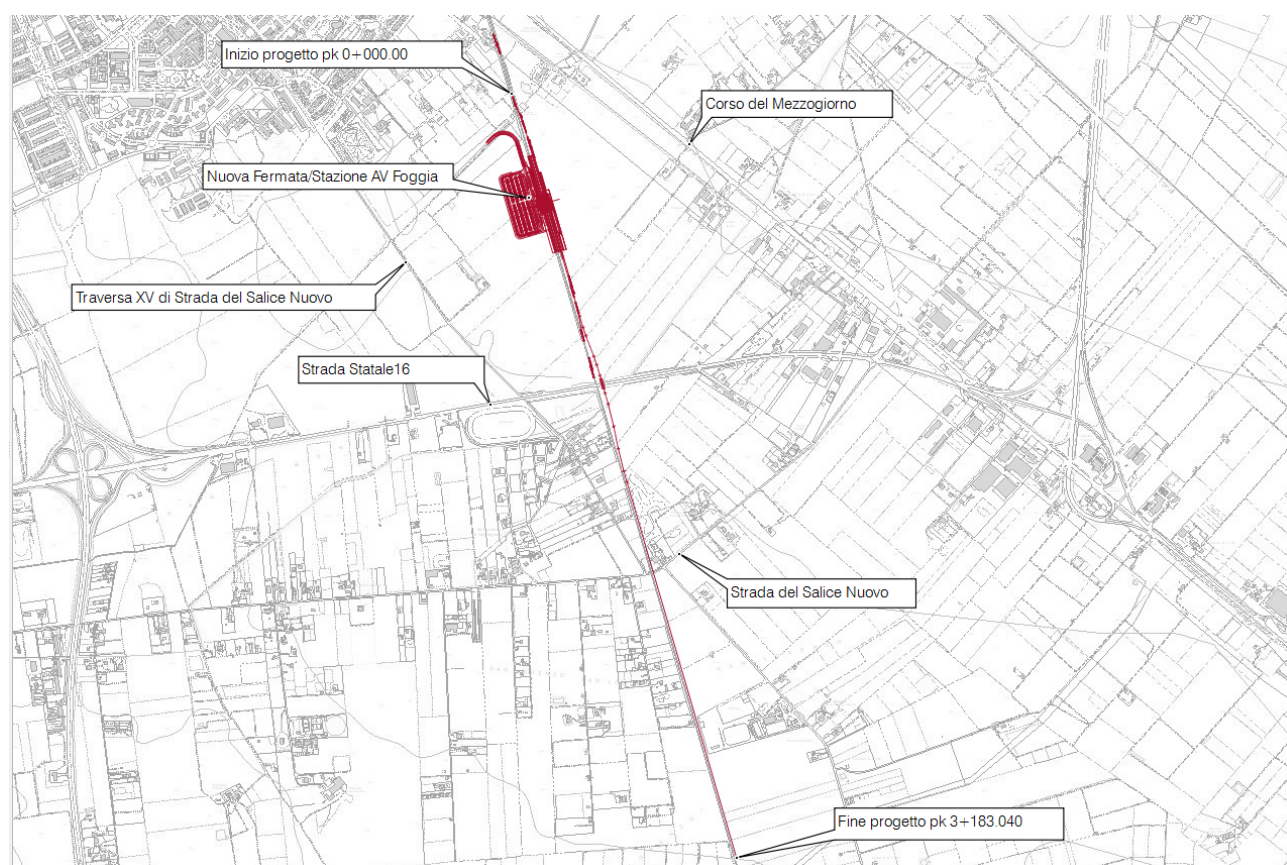 Inizio progetto pk 0+000.00
Corso del Mezzogiorno
Nuova Fermata/Stazione AV Foggia
Traversa XV di Strada del Salice Nuovo
Strada Statale16
Strada del Salice Nuovo
Fine progetto pk 3+183.040